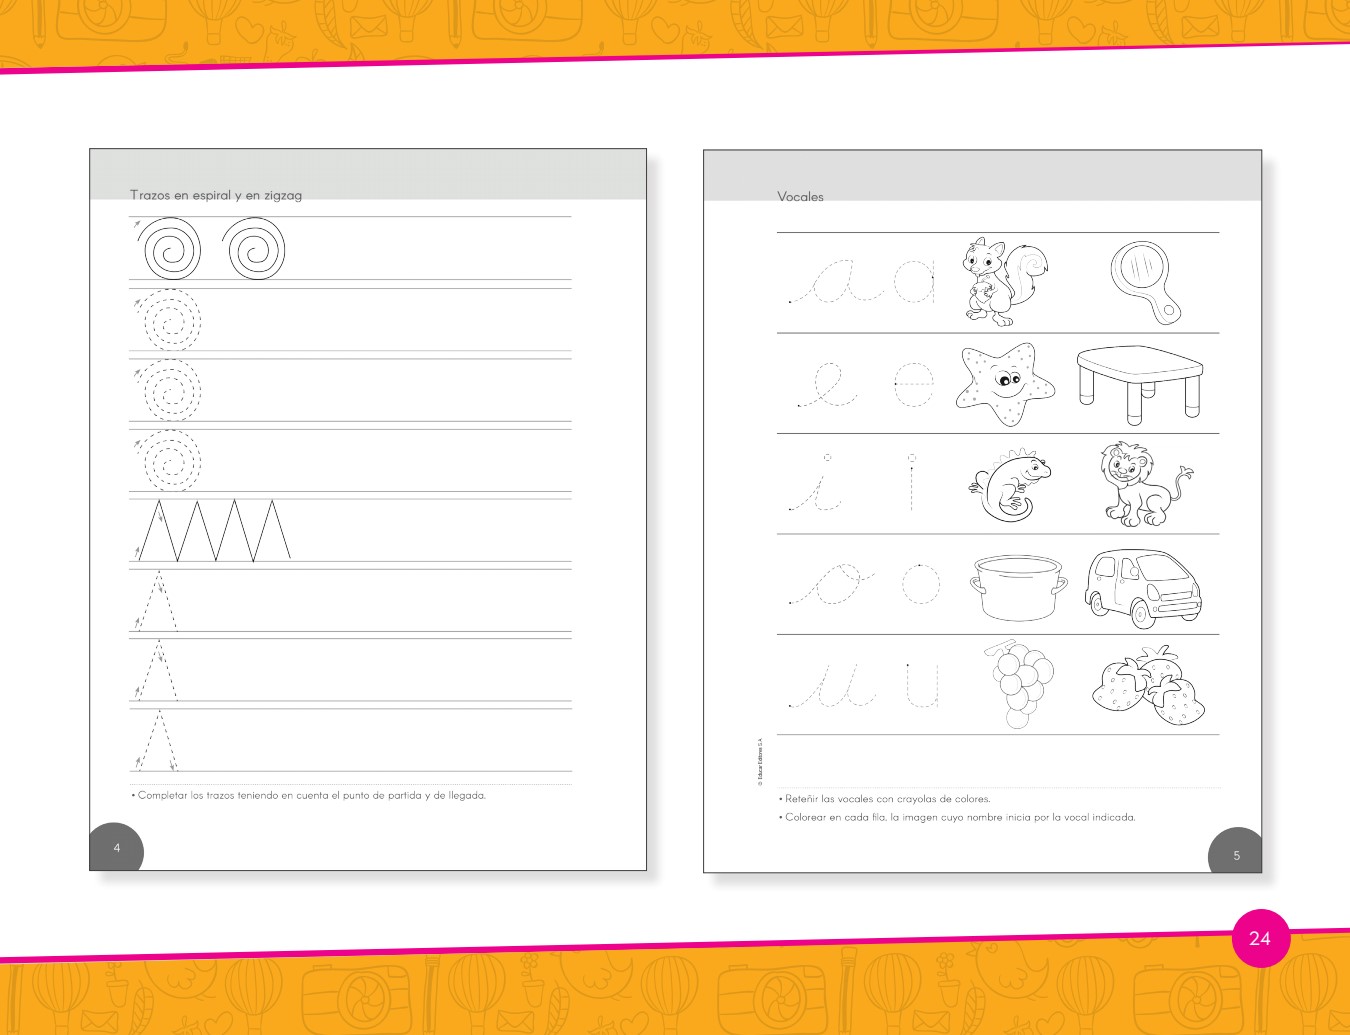 Trazos en espiral y en zigzag
• Completar los trazos teniendo en cuenta el punto de partida y de llegada.
4
Vocales
a a
e e
i i
o o
u u
© Educar Editores S.A.
• Reteñir las vocales con crayolas de colores.
• Colorear en cada fila, la imagen cuyo nombre inicia por la vocal indicada.
5
24